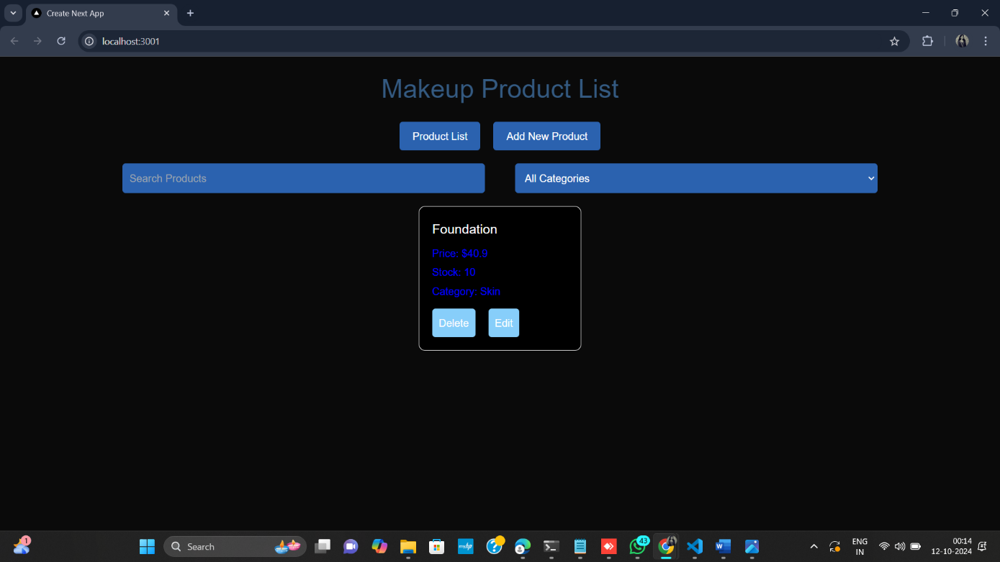 Create Next App
localhost:3001
Makeup Product List
Product List
Add New Product
Search Products
All Categories
Foundation
Price: $40.9
Stock: 10
Category: Skin
Delete
Edit
1
Search
myhp
43
W
ENG
IN
00:14
12-10-2024